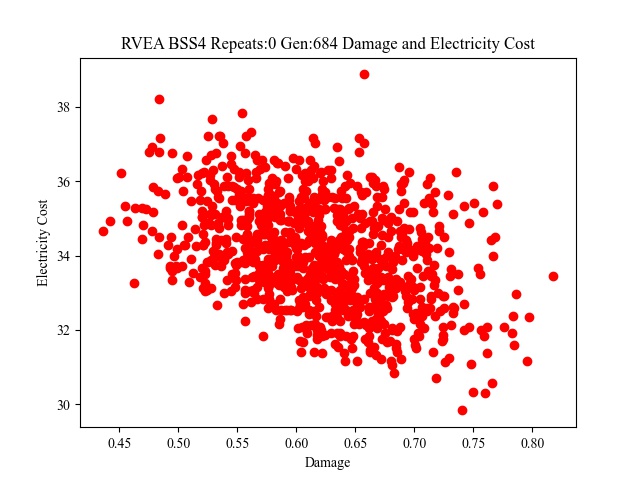 RVEA BSS4 Repeats:0 Gen:684 Damage and Electricity Cost
38
36
34
32
30
Electricity Cost
0.45 0.50 0.55 0.60 0.65 0.70 0.75 0.80
Damage